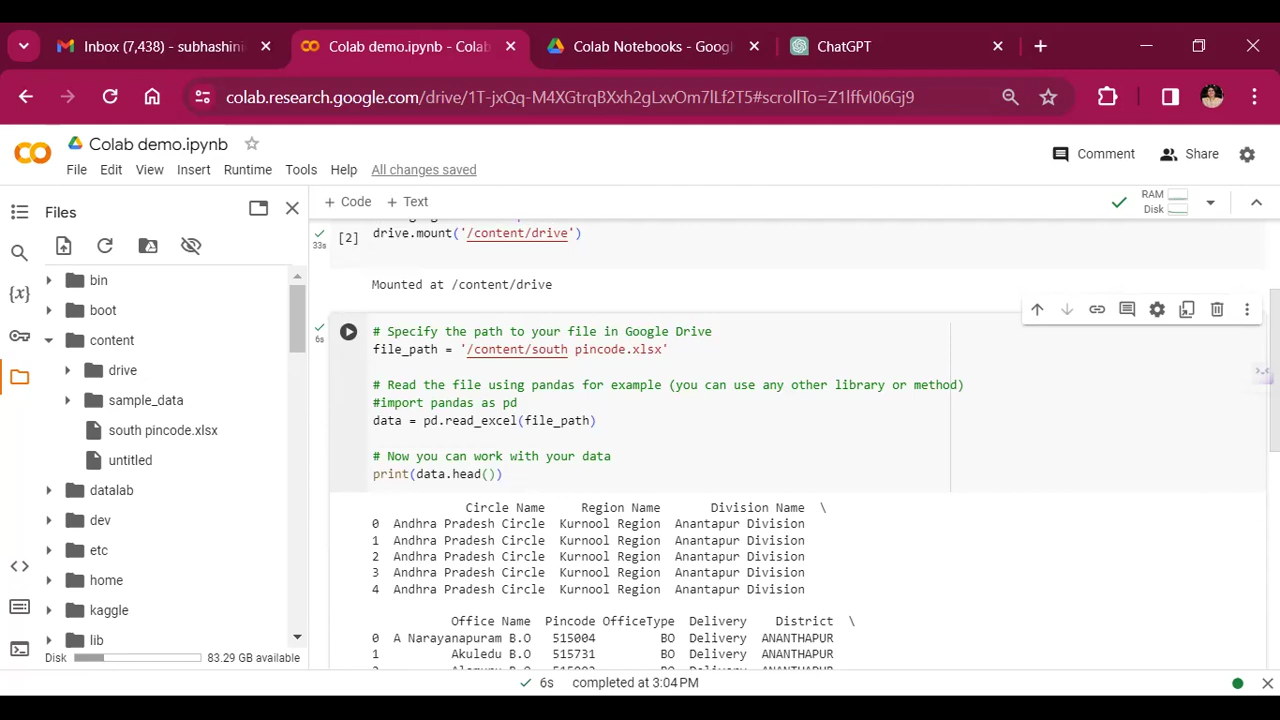 Inbox (7,438) - subhashini
Colab demo.ipynb - Colab
Colab Notebooks - Google
ChatGPT
colab.research.google.com/drive/1T-jxQq-M4XGtrqBXxh2gLxvOm7lLf2T5#scrollTo=Z1lffvI06Gj9
Colab demo.ipynb
Comment
Share
File Edit View Insert Runtime Tools Help All changes saved
Files
+ Code + Text
RAM
Disk
bin
boot
content
drive
sample_data
south pincode.xlsx
untitled
datalab
dev
etc
home
kaggle
lib
Disk 83.29 GB available
33s
[2]
drive.mount('/content/drive')
Mounted at /content/drive
6s
# Specify the path to your file in Google Drive
file_path = '/content/south pincode.xlsx'
# Read the file using pandas for example (you can use any other library or method)
#import pandas as pd
data = pd.read_excel(file_path)
# Now you can work with your data
print(data.head())
Circle Name Region Name Division Name \
0 Andhra Pradesh Circle Kurnool Region Anantapur Division
1 Andhra Pradesh Circle Kurnool Region Anantapur Division
2 Andhra Pradesh Circle Kurnool Region Anantapur Division
3 Andhra Pradesh Circle Kurnool Region Anantapur Division
4 Andhra Pradesh Circle Kurnool Region Anantapur Division
Office Name Pincode OfficeType Delivery District \
0 A Narayanapuram B.O 515004 BO Delivery ANANTHAPUR
1 Akuledu B.O 515731 BO Delivery ANANTHAPUR
6s completed at 3:04 PM